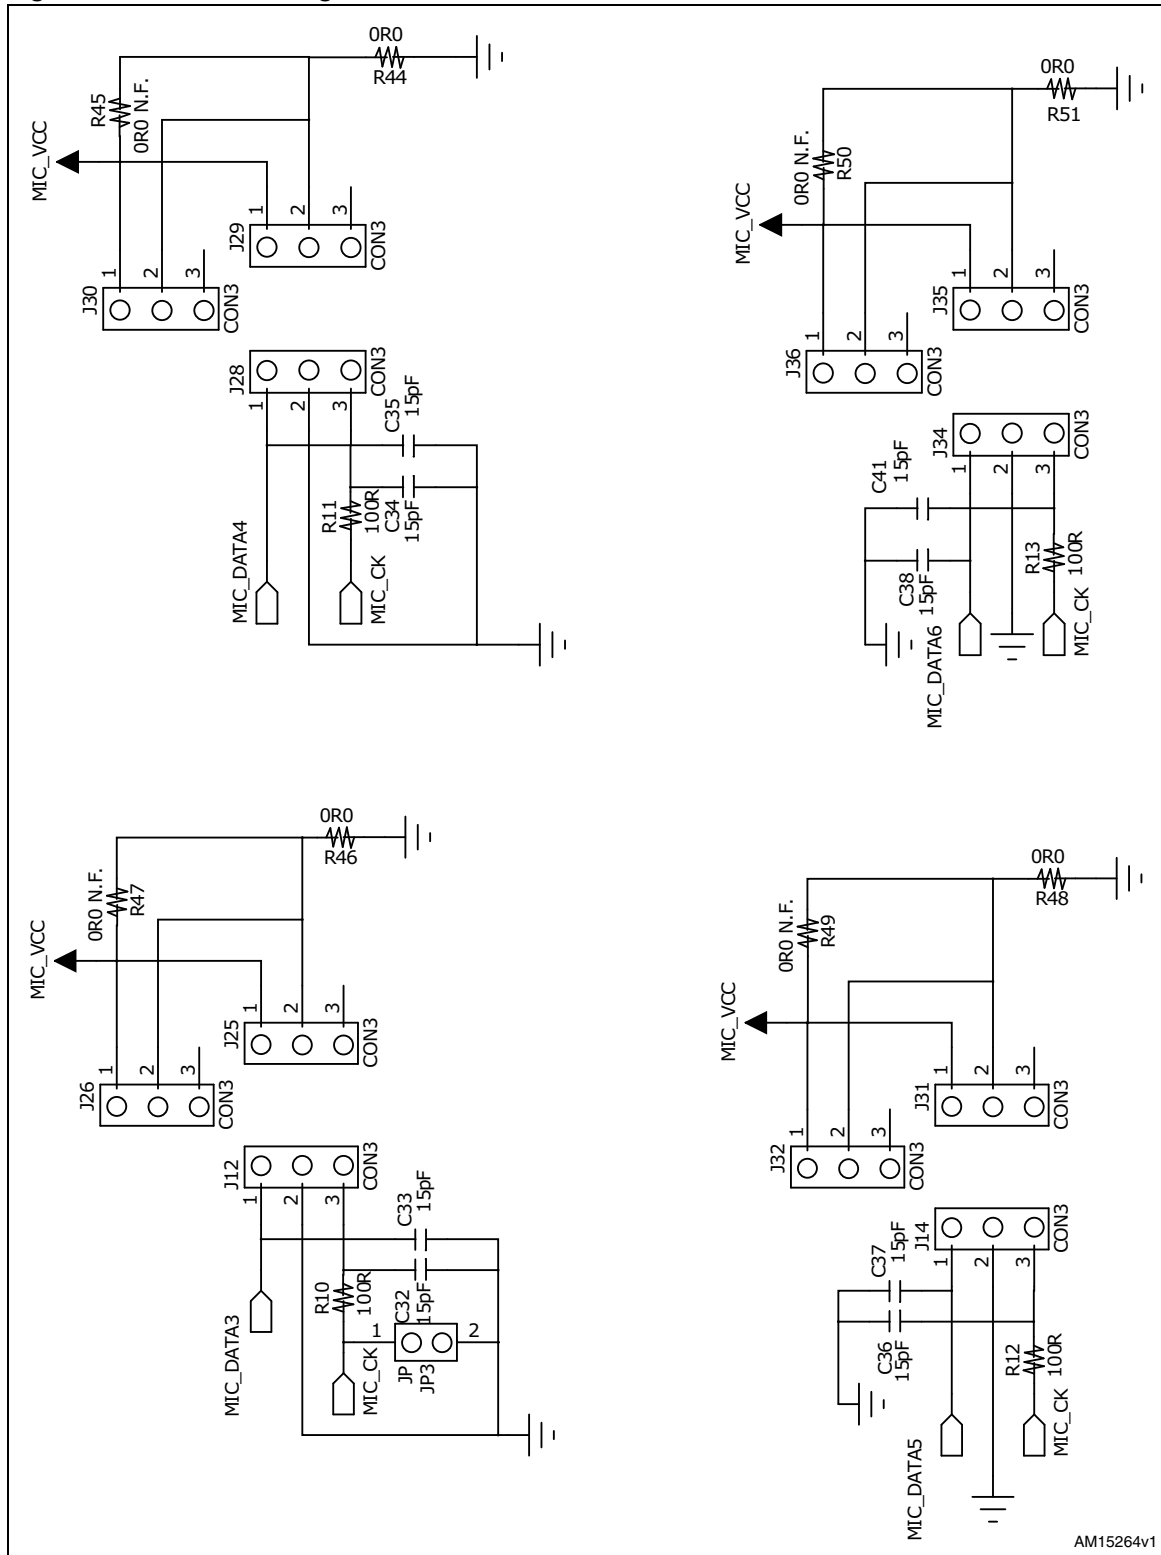 0R0
R44
R45
0R0 N.F.
MIC_VCC
J29
1
2
3
CON3
J30
1
2
3
CON3
J28
1
2
3
CON3
C35
15pF
C34
15pF
R11
100R
MIC_DATA4
MIC_CK
0R0
R51
0R0 N.F.
R50
MIC_VCC
J35
1
2
3
CON3
J36
1
2
3
CON3
J34
1
2
3
CON3
C41
15pF
C38
15pF
R13
100R
MIC_DATA6
MIC_CK
0R0
R46
0R0 N.F.
R47
MIC_VCC
J25
1
2
3
CON3
J26
1
2
3
CON3
J12
1
2
3
CON3
C33
15pF
C32
15pF
R10
100R
1
2
JP
JP3
MIC_DATA3
MIC_CK
0R0
R48
0R0 N.F.
R49
MIC_VCC
J31
1
2
3
CON3
J32
1
2
3
CON3
J14
1
2
3
CON3
C37
15pF
C36
15pF
R12
100R
MIC_DATA5
MIC_CK
AM15264v1